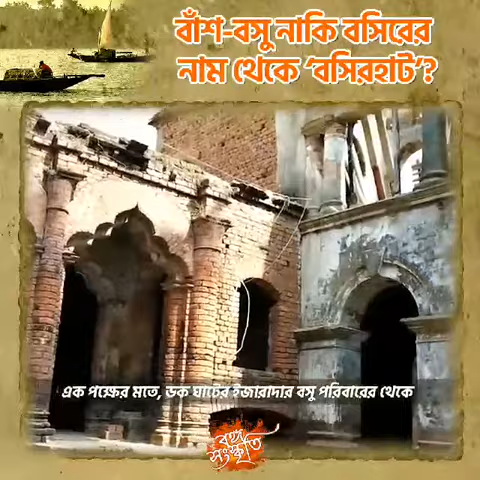 বাঁশ-বসু নাকি বসিরের
নাম থেকে ‘বসিরহাট’?
এক পক্ষের মতে, ডক ঘাটের ইজারাদার বসু পরিবারের থেকে
বঙ্গ
সংস্কৃতি